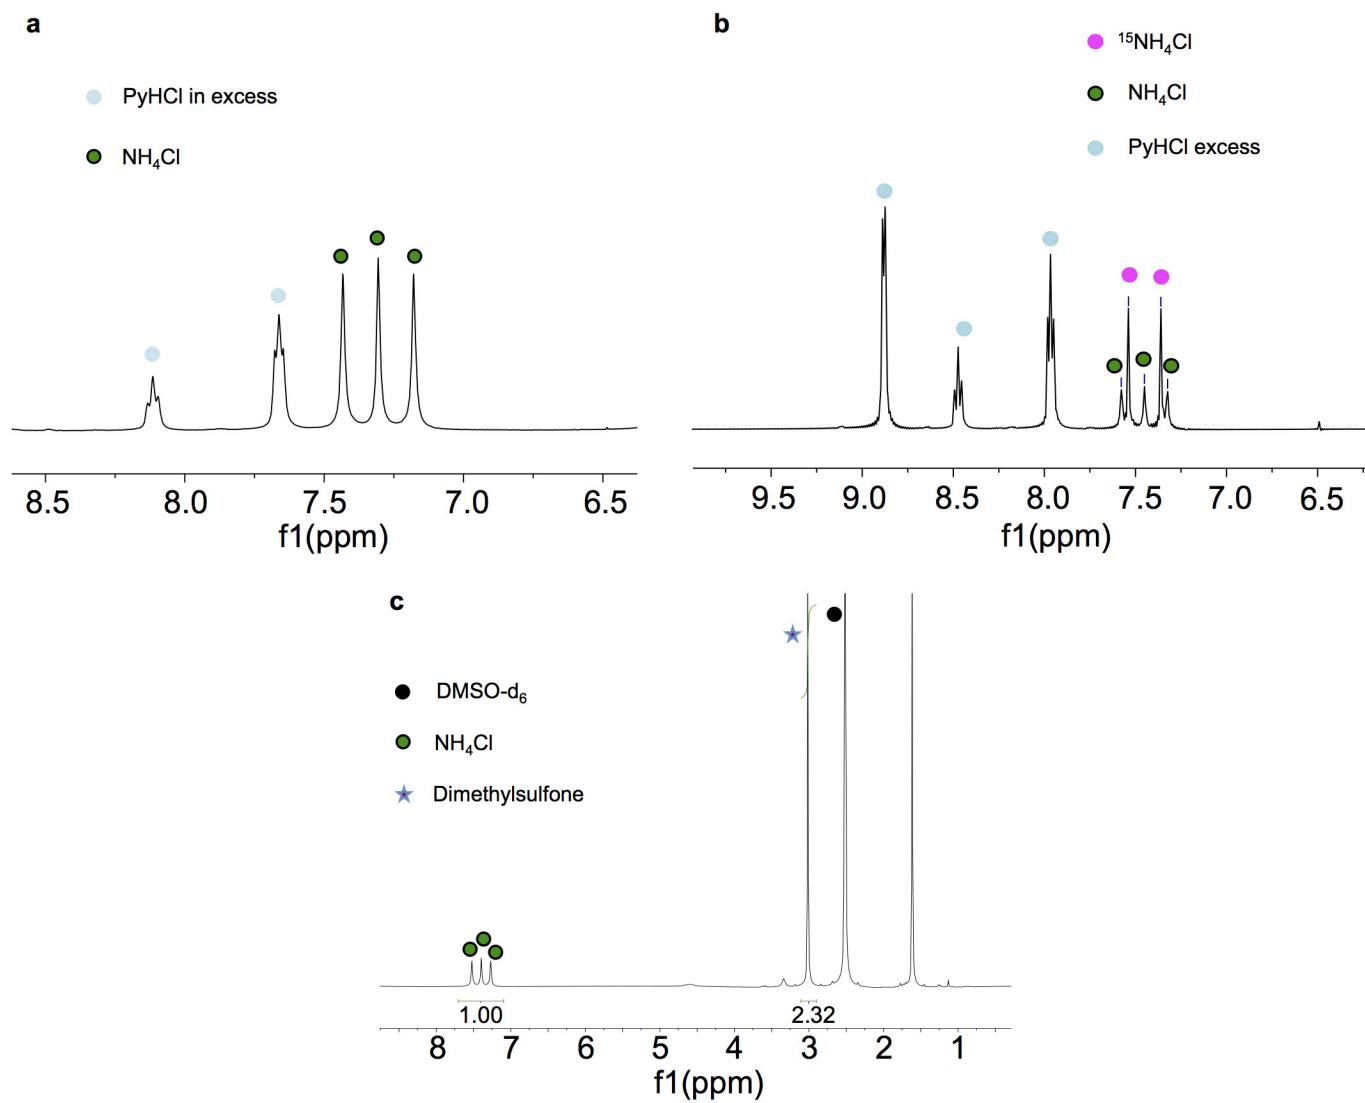 a
PyHCl in excess
NH₄Cl
8.5 8.0 7.5 7.0 6.5
f1(ppm)
b
¹⁵NH₄Cl
NH₄Cl
PyHCl excess
9.5 9.0 8.5 8.0 7.5 7.0 6.5
f1(ppm)
c
DMSO-d₆
NH₄Cl
Dimethylsulfone
1.00 2.32
8 7 6 5 4 3 2 1
f1(ppm)